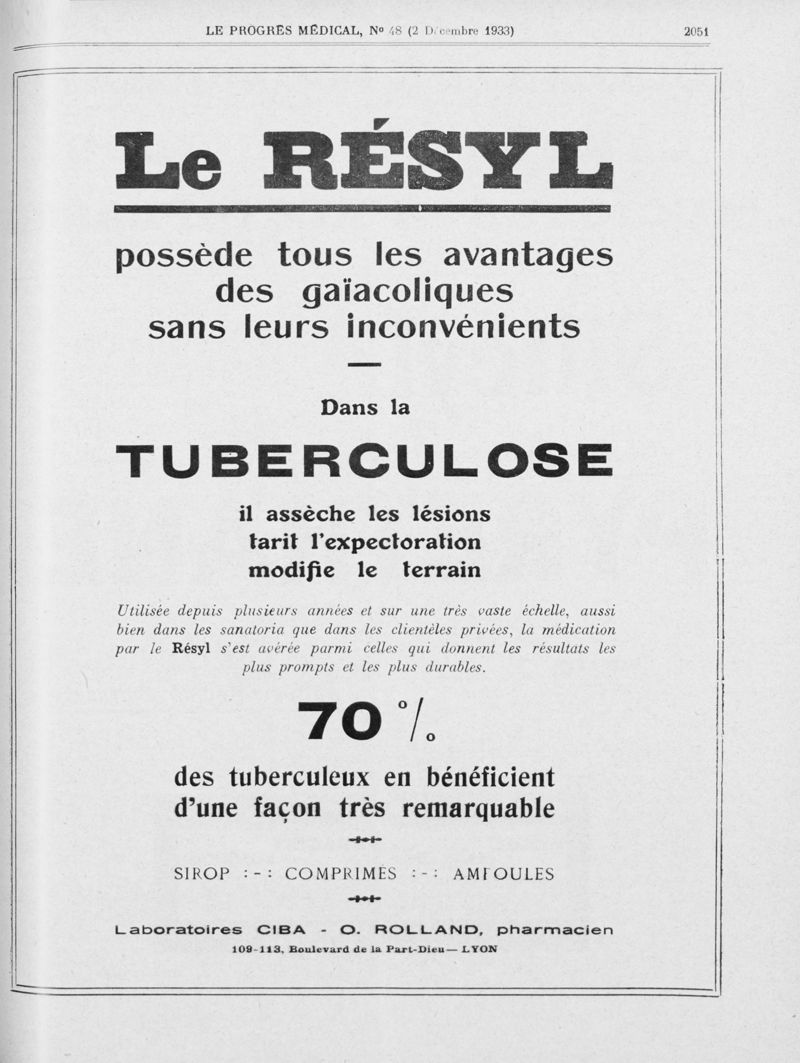 LE PROGRÈS MÉDICAL, Nº 48 (2 Décembre 1933)
2051
Le RÉSYL
possède tous les avantages
des gaïacoliques
sans leurs inconvénients
Dans la
TUBERCULOSE
il assèche les lésions
tarit l'expectoration
modifie le terrain
Utilisée depuis plusieurs années et sur une très vaste échelle, aussi
bien dans les sanatoria que dans les clientèles privées, la médication
par le Résyl s'est avérée parmi celles qui donnent les résultats les
plus prompts et les plus durables.
70 %
des tuberculeux en bénéficient
d'une façon très remarquable
SIROP :-: COMPRIMÉS :-: AMPOULES
Laboratoires CIBA - O. ROLLAND, pharmacien
109-113, Boulevard de la Part-Dieu — LYON